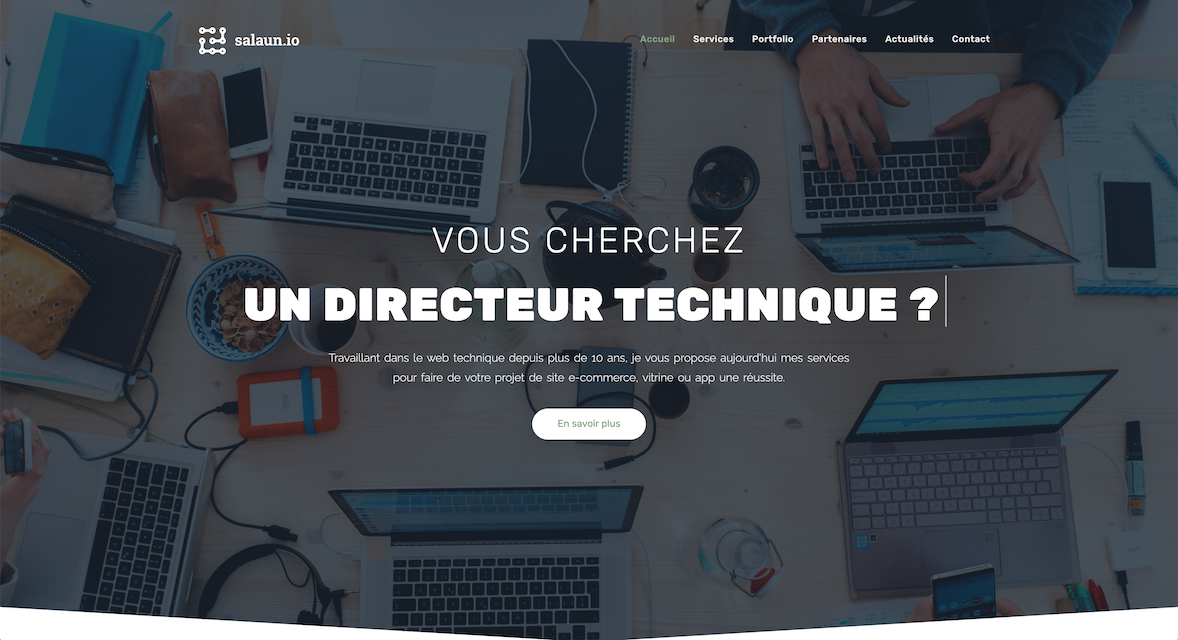 salaun.io
Accueil Services Portfolio Partenaires Actualités Contact
VOUS CHERCHEZ
UN DIRECTEUR TECHNIQUE ?
Travaillant dans le web technique depuis plus de 10 ans, je vous propose aujourd'hui mes services
pour faire de votre projet de site e-commerce, vitrine ou app une réussite.
En savoir plus